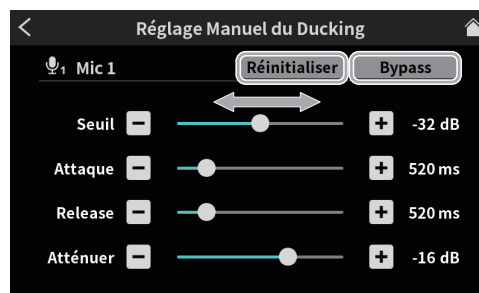 Réglage Manuel du Ducking
1 Mic 1 Réinitialiser Bypass
Seuil - + -32 dB
Attaque - + 520 ms
Release - + 520 ms
Atténuer - + -16 dB